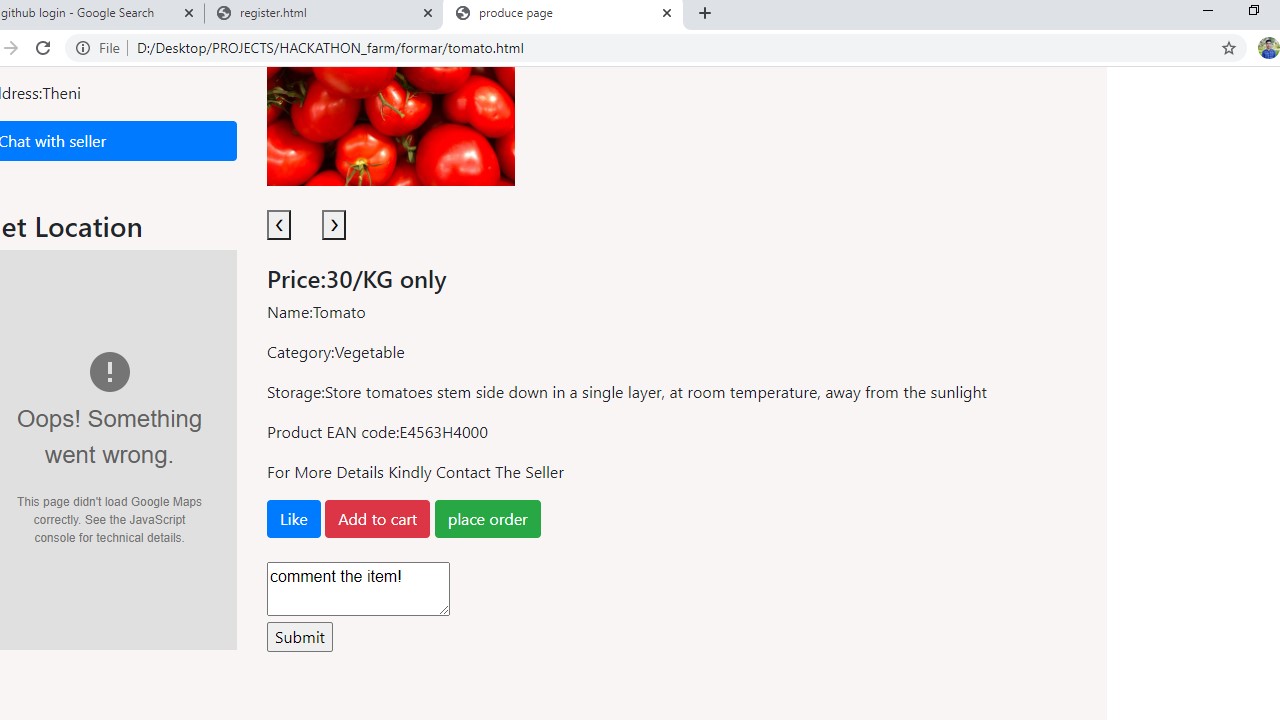 github login - Google Search
register.html
produce page
File
D:/Desktop/PROJECTS/HACKATHON_farm/formar/tomato.html
ddress:Theni
Chat with seller
et Location
Oops! Something
went wrong.
This page didn't load Google Maps
correctly. See the JavaScript
console for technical details.
Price:30/KG only
Name:Tomato
Category:Vegetable
Storage:Store tomatoes stem side down in a single layer, at room temperature, away from the sunlight
Product EAN code:E4563H4000
For More Details Kindly Contact The Seller
Like
Add to cart
place order
comment the item!
Submit